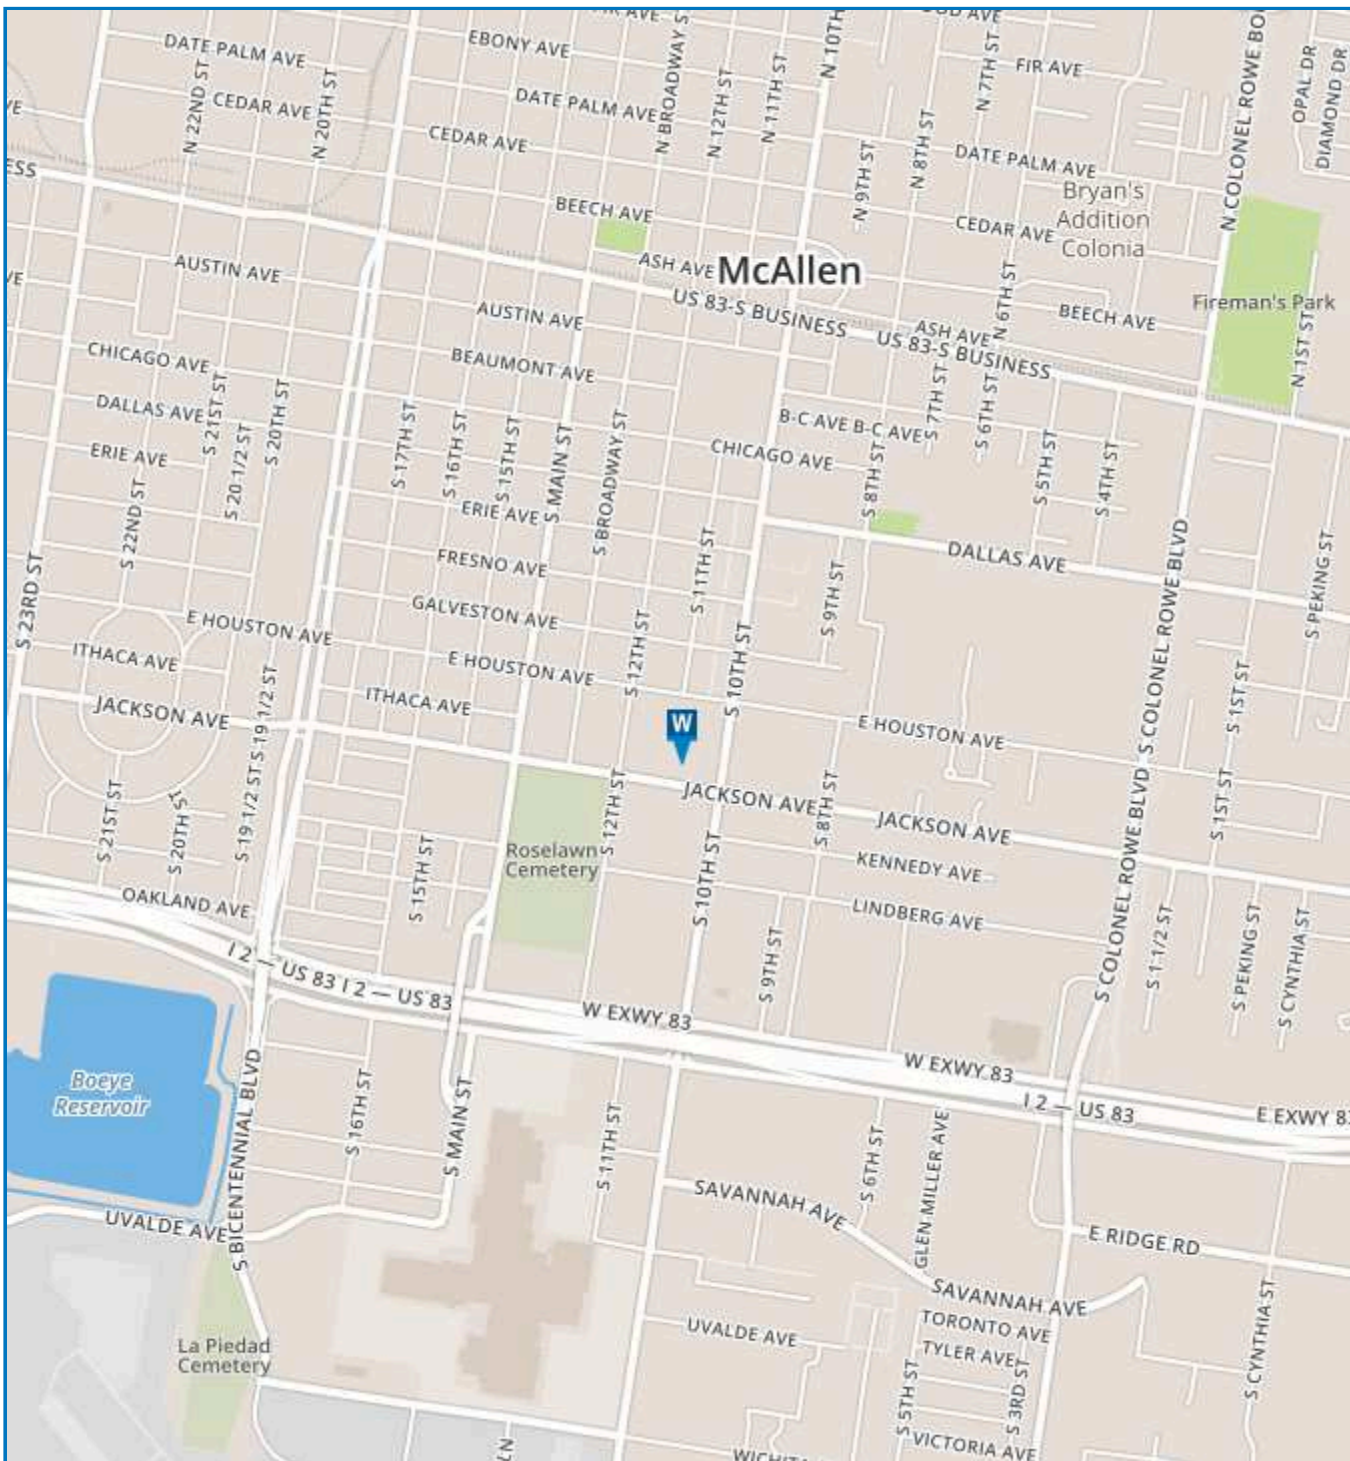 DATE PALM AVE
EBONY AVE
N BROADWAY S
N 10TH
FIR AVE
N 7TH ST
N COLONEL ROWE BO
OPAL DR
DIAMOND DR
N 22ND ST
CEDAR AVE
N 20TH ST
DATE PALM AVE
N 12TH ST
N 11TH ST
CEDAR AVE
N 9TH ST
N 8TH ST
DATE PALM AVE
Bryan's
Addition
Colonia
ESS
BEECH AVE
CEDAR AVE
AUSTIN AVE
ASH AVE
McAllen
US 83-S BUSINESS
N 6TH ST
BEECH AVE
Fireman's Park
N 1ST ST
AUSTIN AVE
ASH AVE
US 83-S BUSINESS
CHICAGO AVE
BEAUMONT AVE
DALLAS AVE
S 21ST ST
S 20TH ST
S 20 1/2 ST
S 17TH ST
S 16TH ST
S 15TH ST
S MAIN ST
S BROADWAY ST
B-C AVE
B-C AVE
S 7TH ST
S 6TH ST
S 5TH ST
S 4TH ST
ERIE AVE
CHICAGO AVE
S 8TH ST
S 22ND ST
ERIE AVE
FRESNO AVE
S 11TH ST
DALLAS AVE
S COLONEL ROWE BLVD
S PEKING ST
S 23RD ST
GALVESTON AVE
S 9TH ST
E HOUSTON AVE
ITHACA AVE
E HOUSTON AVE
S 12TH ST
S 10TH ST
S 1ST ST
JACKSON AVE
S 19 1/2 ST
ITHACA AVE
W
E HOUSTON AVE
S 21ST ST
S 20TH ST
S 19 1/2 ST
S 12TH ST
JACKSON AVE
S 8TH ST
JACKSON AVE
S COLONEL ROWE BLVD
S 1ST ST
S 15TH ST
Roselawn
Cemetery
S 10TH ST
KENNEDY AVE
OAKLAND AVE
LINDBERG AVE
S 9TH ST
S 1 1/2 ST
S PEKING ST
S CYNTHIA ST
I 2 — US 83
I 2 — US 83
W EXWY 83
Boeye
Reservoir
W EXWY 83
I 2 — US 83
E EXWY 83
S BICENTENNIAL BLVD
S 16TH ST
S MAIN ST
S 11TH ST
S 6TH ST
GLEN MILLER AVE
UVALDE AVE
SAVANNAH AVE
E RIDGE RD
SAVANNAH AVE
La Piedad
Cemetery
UVALDE AVE
TORONTO AVE
TYLER AVE
S CYNTHIA ST
S 5TH ST
S 3RD ST
VICTORIA AVE
LN